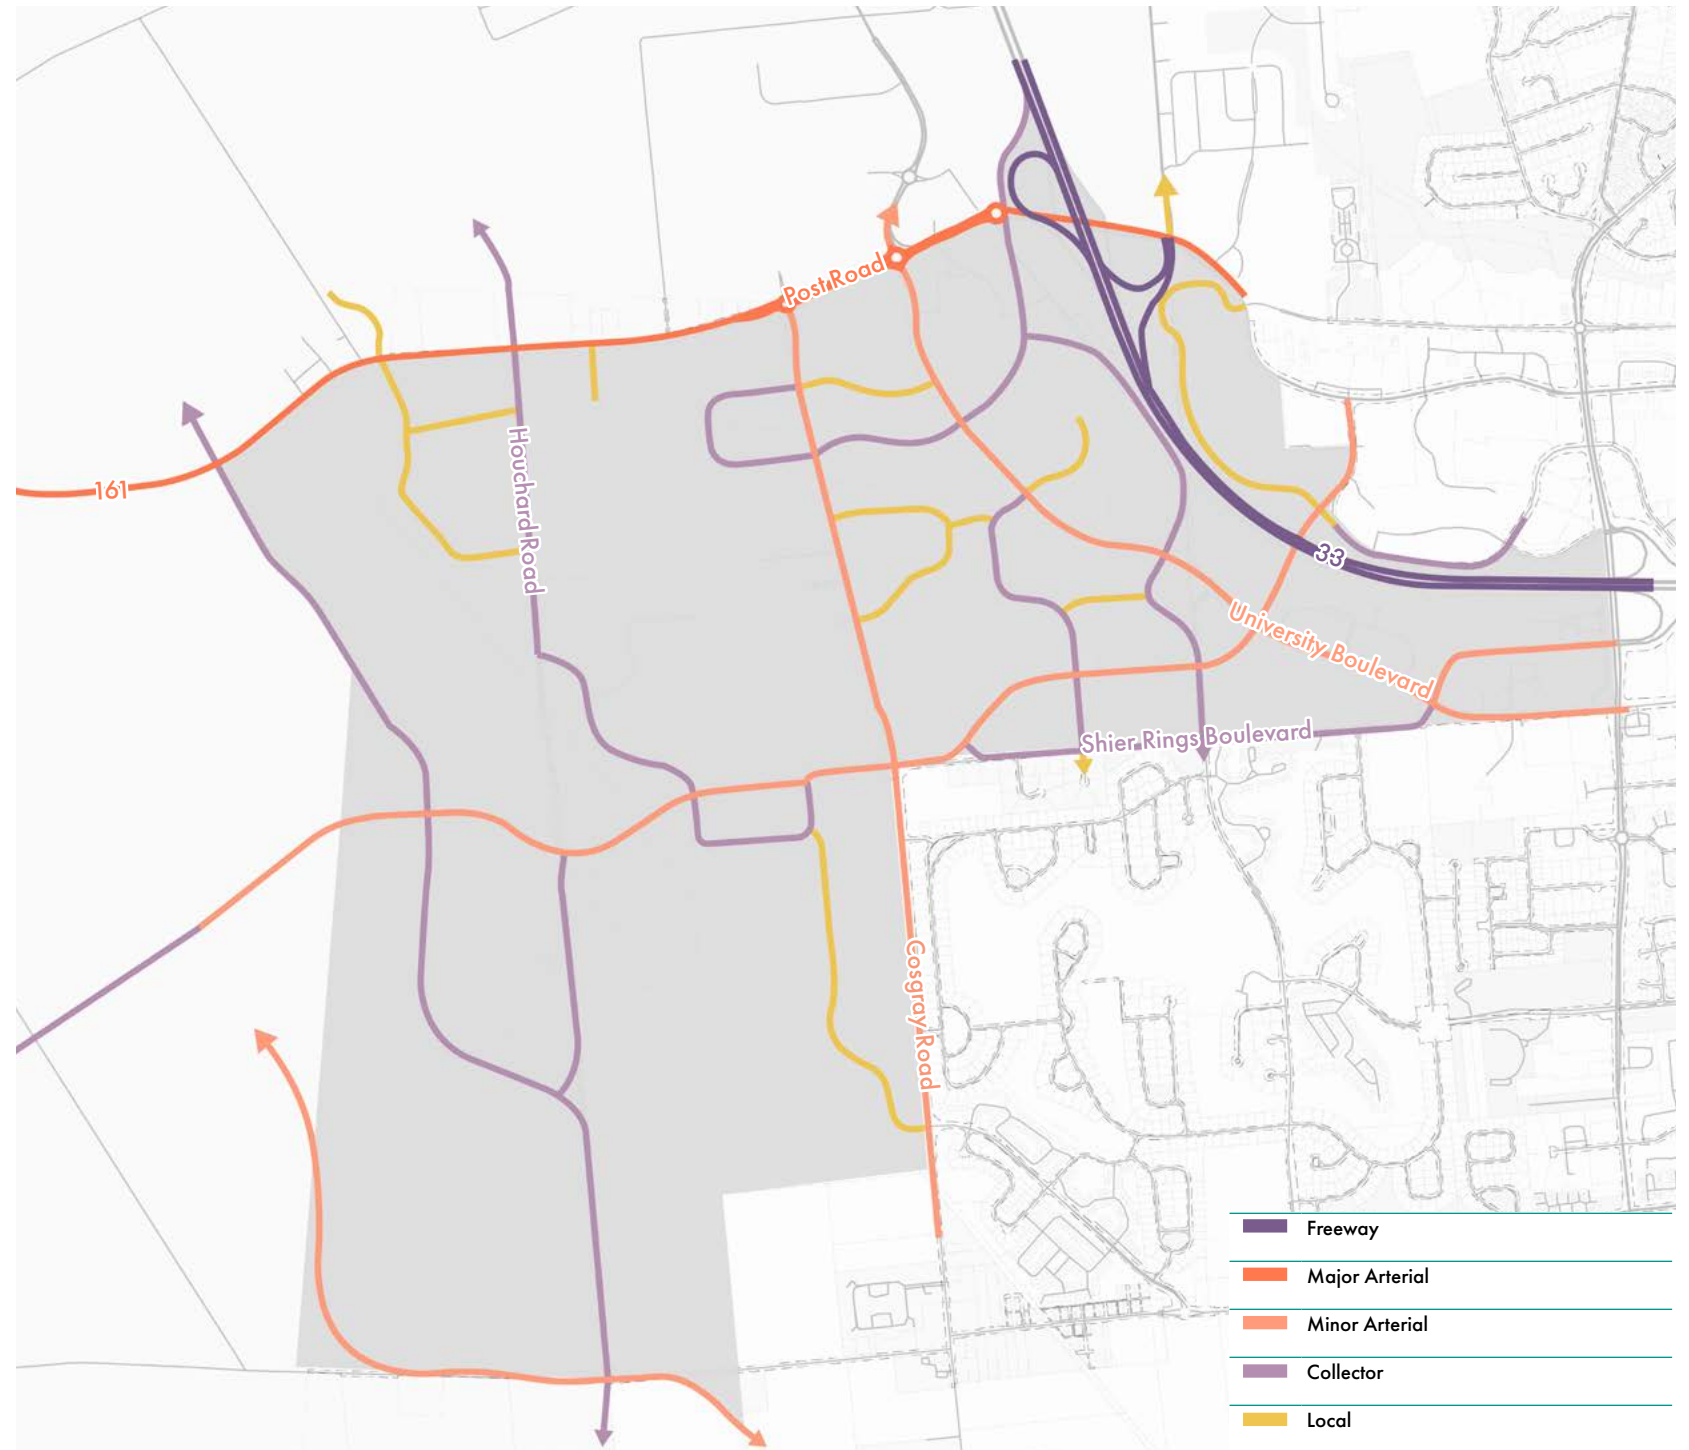 Post Road
161
Houchard Road
33
University Boulevard
Shier Rings Boulevard
Cosgray Road
Freeway
Major Arterial
Minor Arterial
Collector
Local